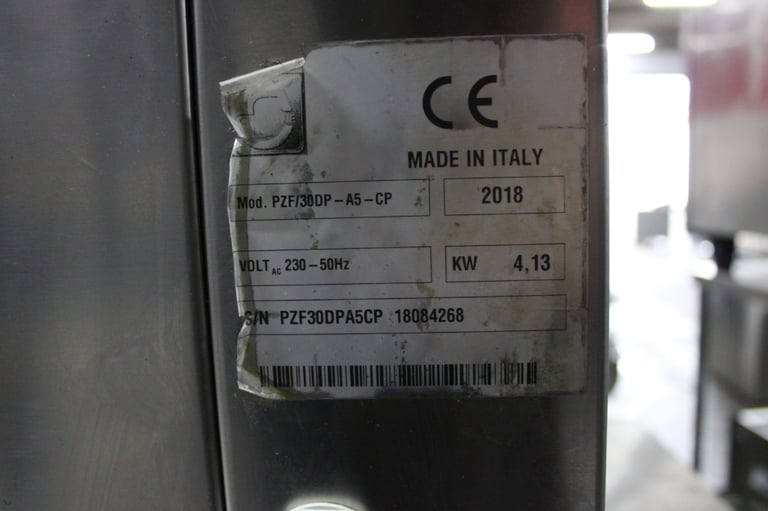 CE
MADE IN ITALY
Mod. PZF/30DP-A5-CP
2018
VOLT AC 230-50Hz
KW 4,13
S/N PZF30DPA5CP 18084268